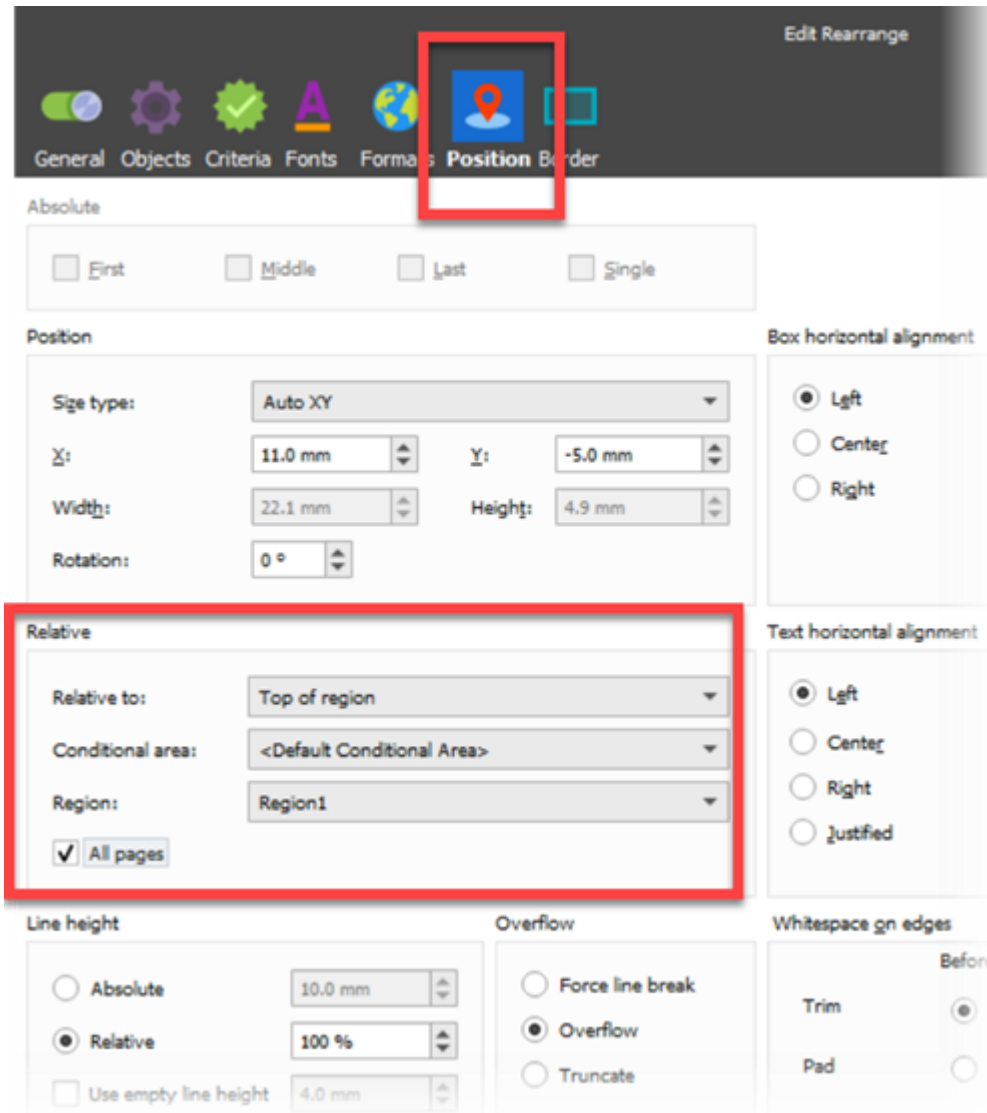 Edit Rearrange
General Objects Criteria Fonts Formats Position Border
Absolute
First Middle Last Single
Position Box horizontal alignment
Size type: Auto XY Left
X: 11.0 mm Y: -5.0 mm Center
Width: 22.1 mm Height: 4.9 mm Right
Rotation: 0 °
Relative Text horizontal alignment
Relative to: Top of region Left
Conditional area: <Default Conditional Area> Center
Region: Region1 Right
All pages Justified
Line height Overflow Whitespace on edges
Before
Absolute 10.0 mm Force line break Trim
Relative 100 % Overflow
Use empty line height 4.0 mm Truncate Pad